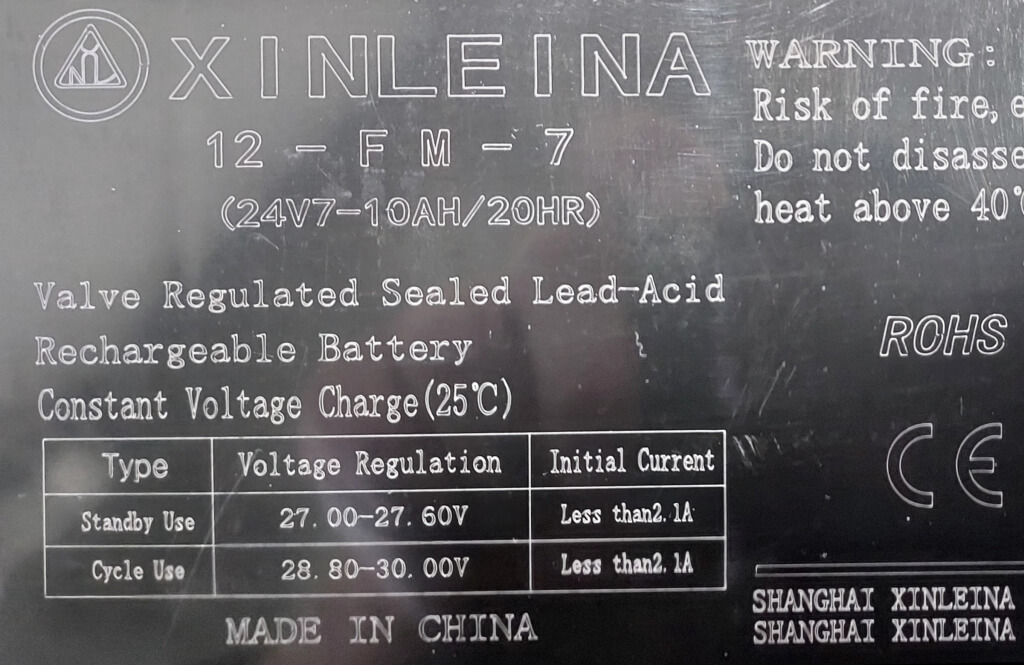 XINLEINA
12-FM-7
(24V7-10AH/20HR)
Valve Regulated Sealed Lead-Acid
Rechargeable Battery
Constant Voltage Charge(25℃)
Type Voltage Regulation Initial Current
Standby Use 27.00-27.60V Less than2.1A
Cycle Use 28.80-30.00V Less than2.1A
MADE IN CHINA
WARNING:
Risk of fire,
Do not
heat above 40°
ROHS
CE
SHANGHAI XINLEINA
SHANGHAI XINLEINA